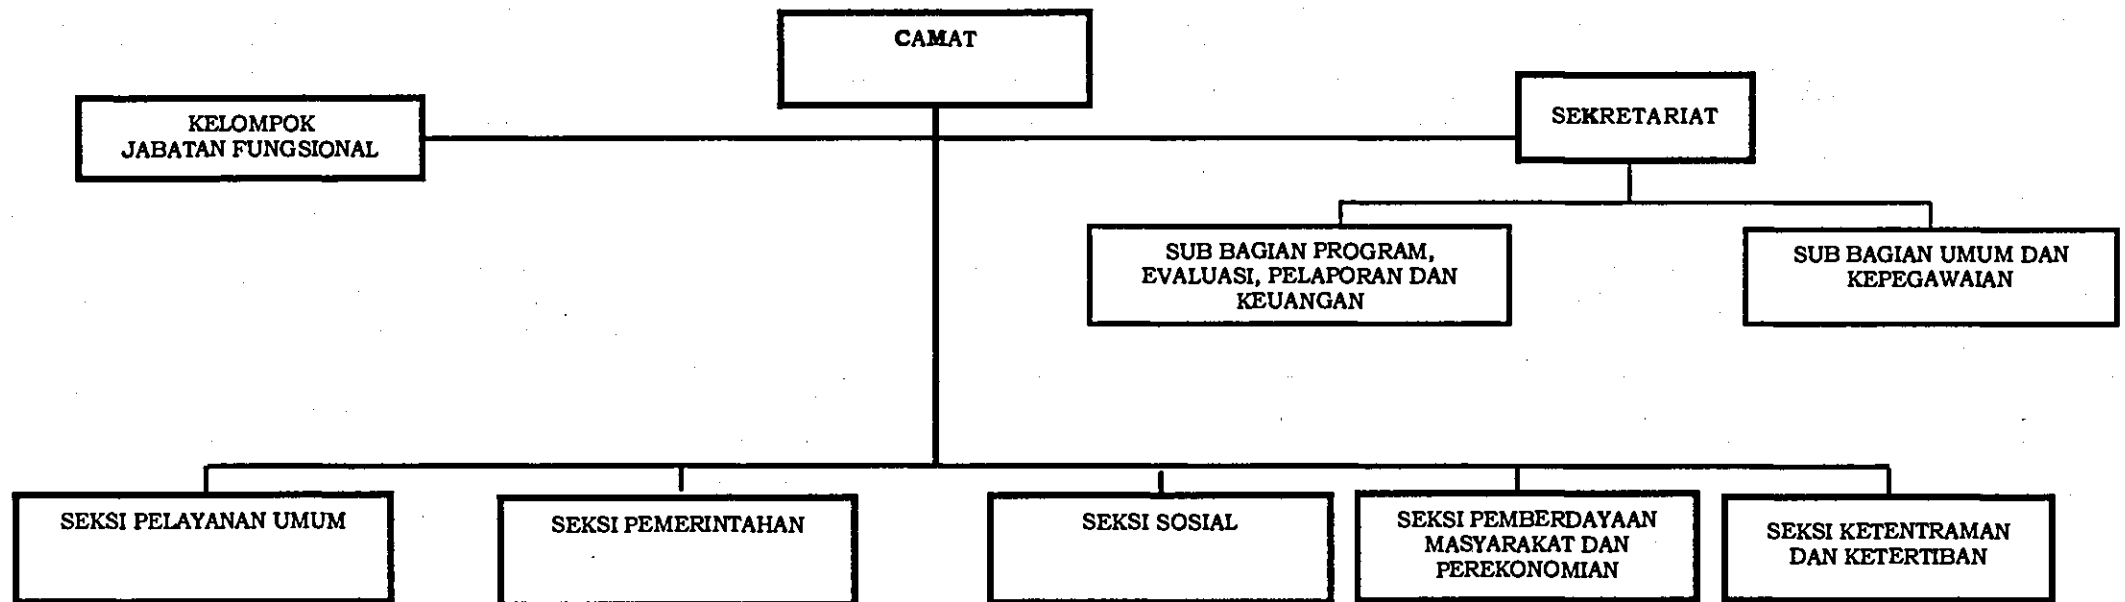 CAMAT
KELOMPOK
JABATAN FUNGSIONAL
SEKRETARIAT
SUB BAGIAN PROGRAM,
EVALUASI, PELAPORAN DAN
KEUANGAN
SUB BAGIAN UMUM DAN
KEPEGAWAIAN
SEKSI PELAYANAN UMUM
SEKSI PEMERINTAHAN
SEKSI SOSIAL
SEKSI PEMBERDAYAAN
MASYARAKAT DAN
PEREKONOMIAN
SEKSI KETENTRAMAN
DAN KETERTIBAN